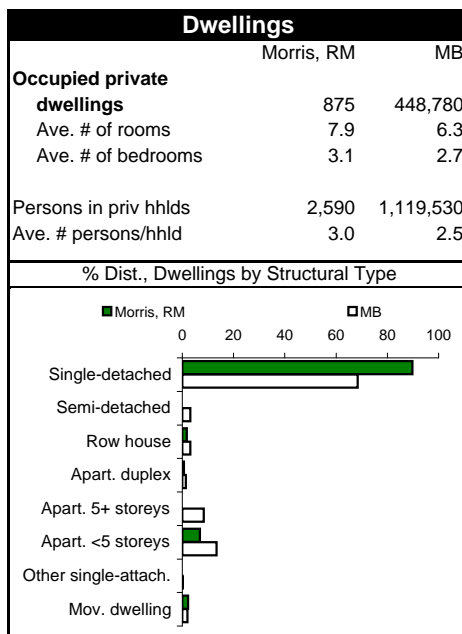 Dwellings
Morris, RM MB
Occupied private
dwellings 875 448,780
Ave. # of rooms 7.9 6.3
Ave. # of bedrooms 3.1 2.7
Persons in priv hhlds 2,590 1,119,530
Ave. # persons/hhld 3.0 2.5
% Dist., Dwellings by Structural Type
Morris, RM MB
0 20 40 60 80 100
Single-detached
Semi-detached
Row house
Apart. duplex
Apart. 5+ storeys
Apart. <5 storeys
Other single-attach.
Mov. dwelling